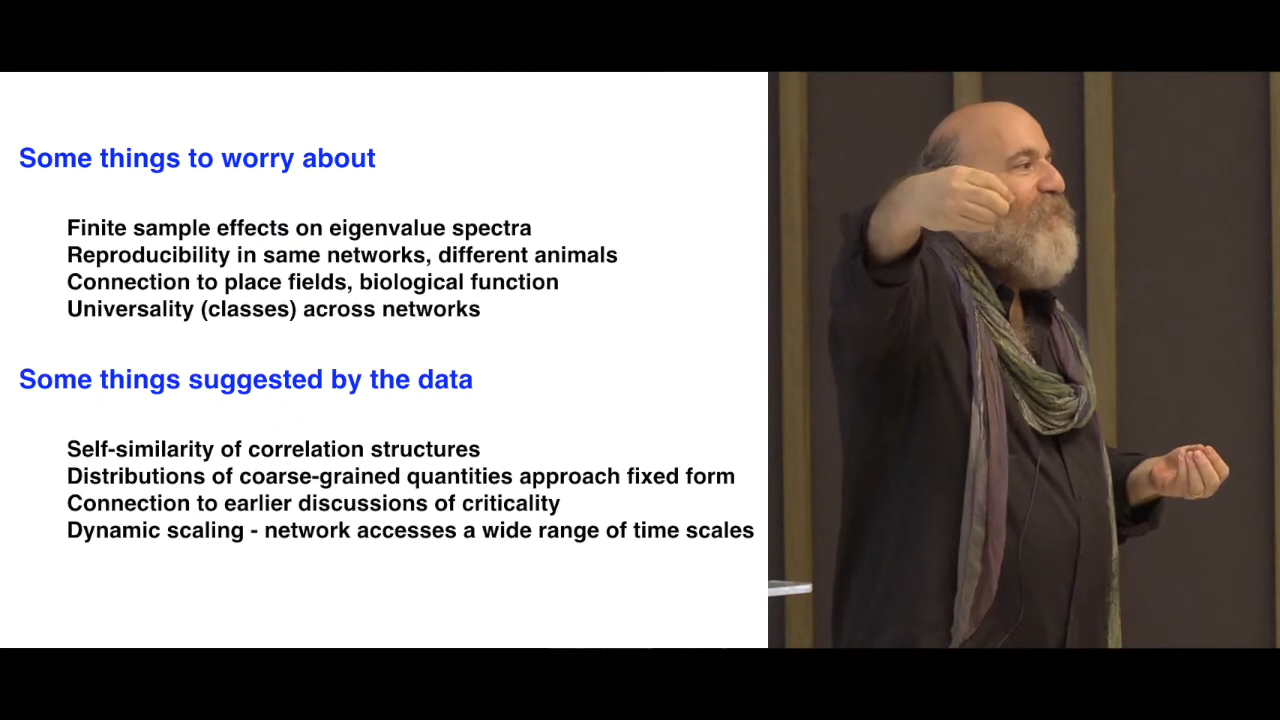 Some things to worry about
Finite sample effects on eigenvalue spectra
Reproducibility in same networks, different animals
Connection to place fields, biological function
Universality (classes) across networks
Some things suggested by the data
Self-similarity of correlation structures
Distributions of coarse-grained quantities approach fixed form
Connection to earlier discussions of criticality
Dynamic scaling - network accesses a wide range of time scales